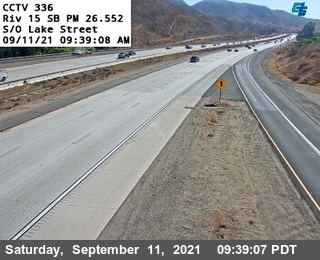 CCTV 336
Riv 15 SB PM 26.552
S/O Lake Street
09/11/21 09:39:08 AM
Saturday, September 11, 2021 09:39:07 PDT